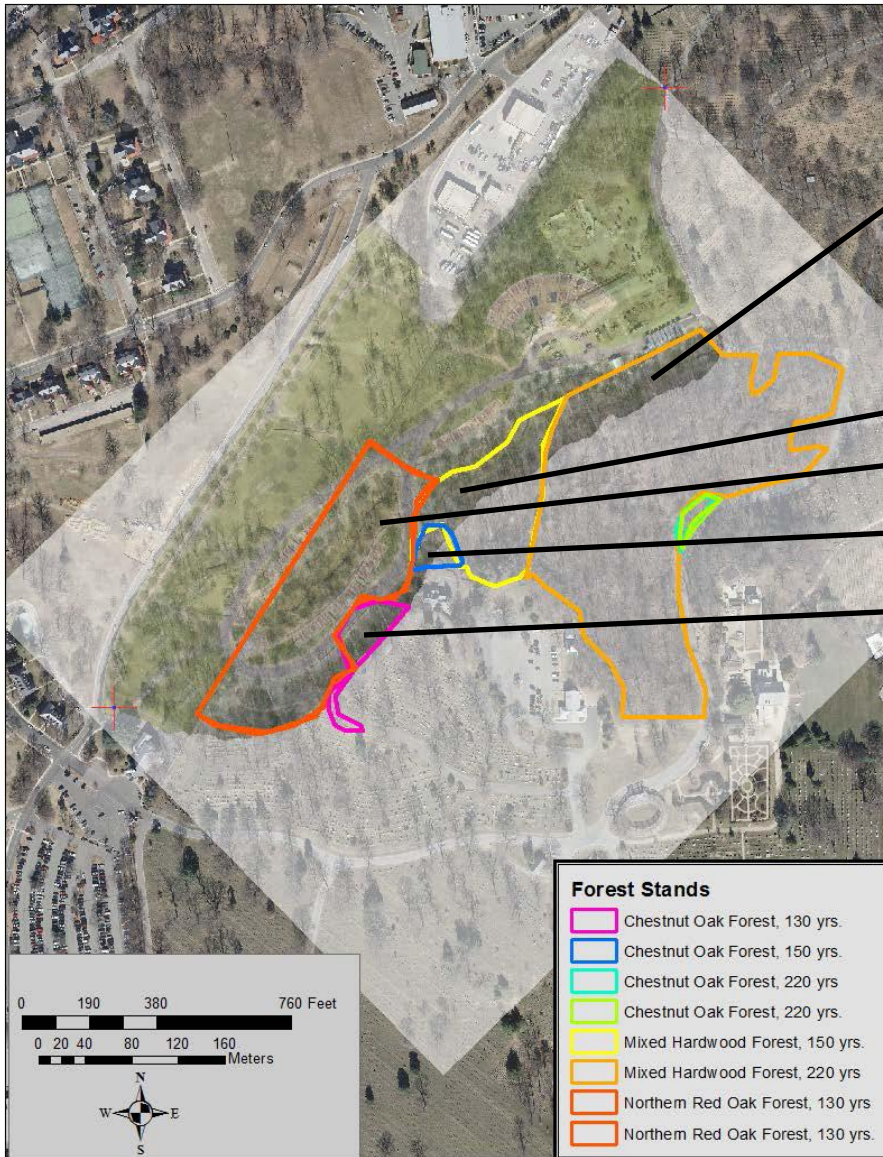 Forest Stands
Chestnut Oak Forest, 130 yrs.
Chestnut Oak Forest, 150 yrs.
Chestnut Oak Forest, 220 yrs
Chestnut Oak Forest, 220 yrs.
Mixed Hardwood Forest, 150 yrs.
Mixed Hardwood Forest, 220 yrs
Northern Red Oak Forest, 130 yrs
Northern Red Oak Forest, 130 yrs.
0 190 380 760 Feet
0 20 40 80 120 160
Meters
N
W E
S